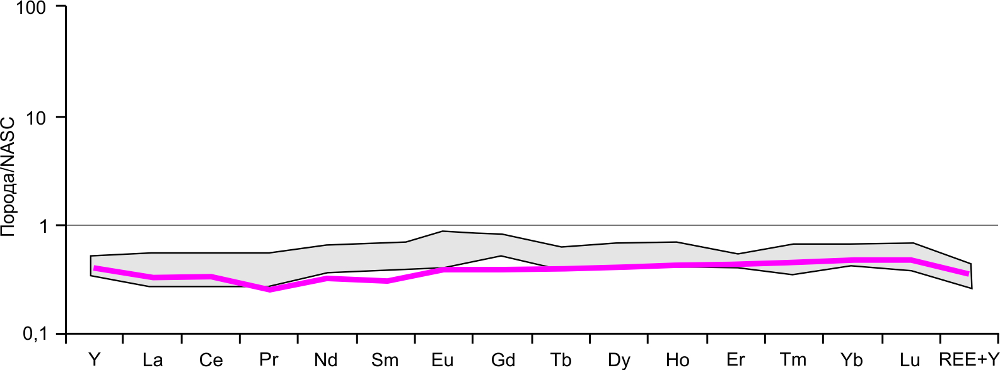 100
10
1
0,1
Порода/NASC
Y La Ce Pr Nd Sm Eu Gd Tb Dy Ho Er Tm Yb Lu REE+Y